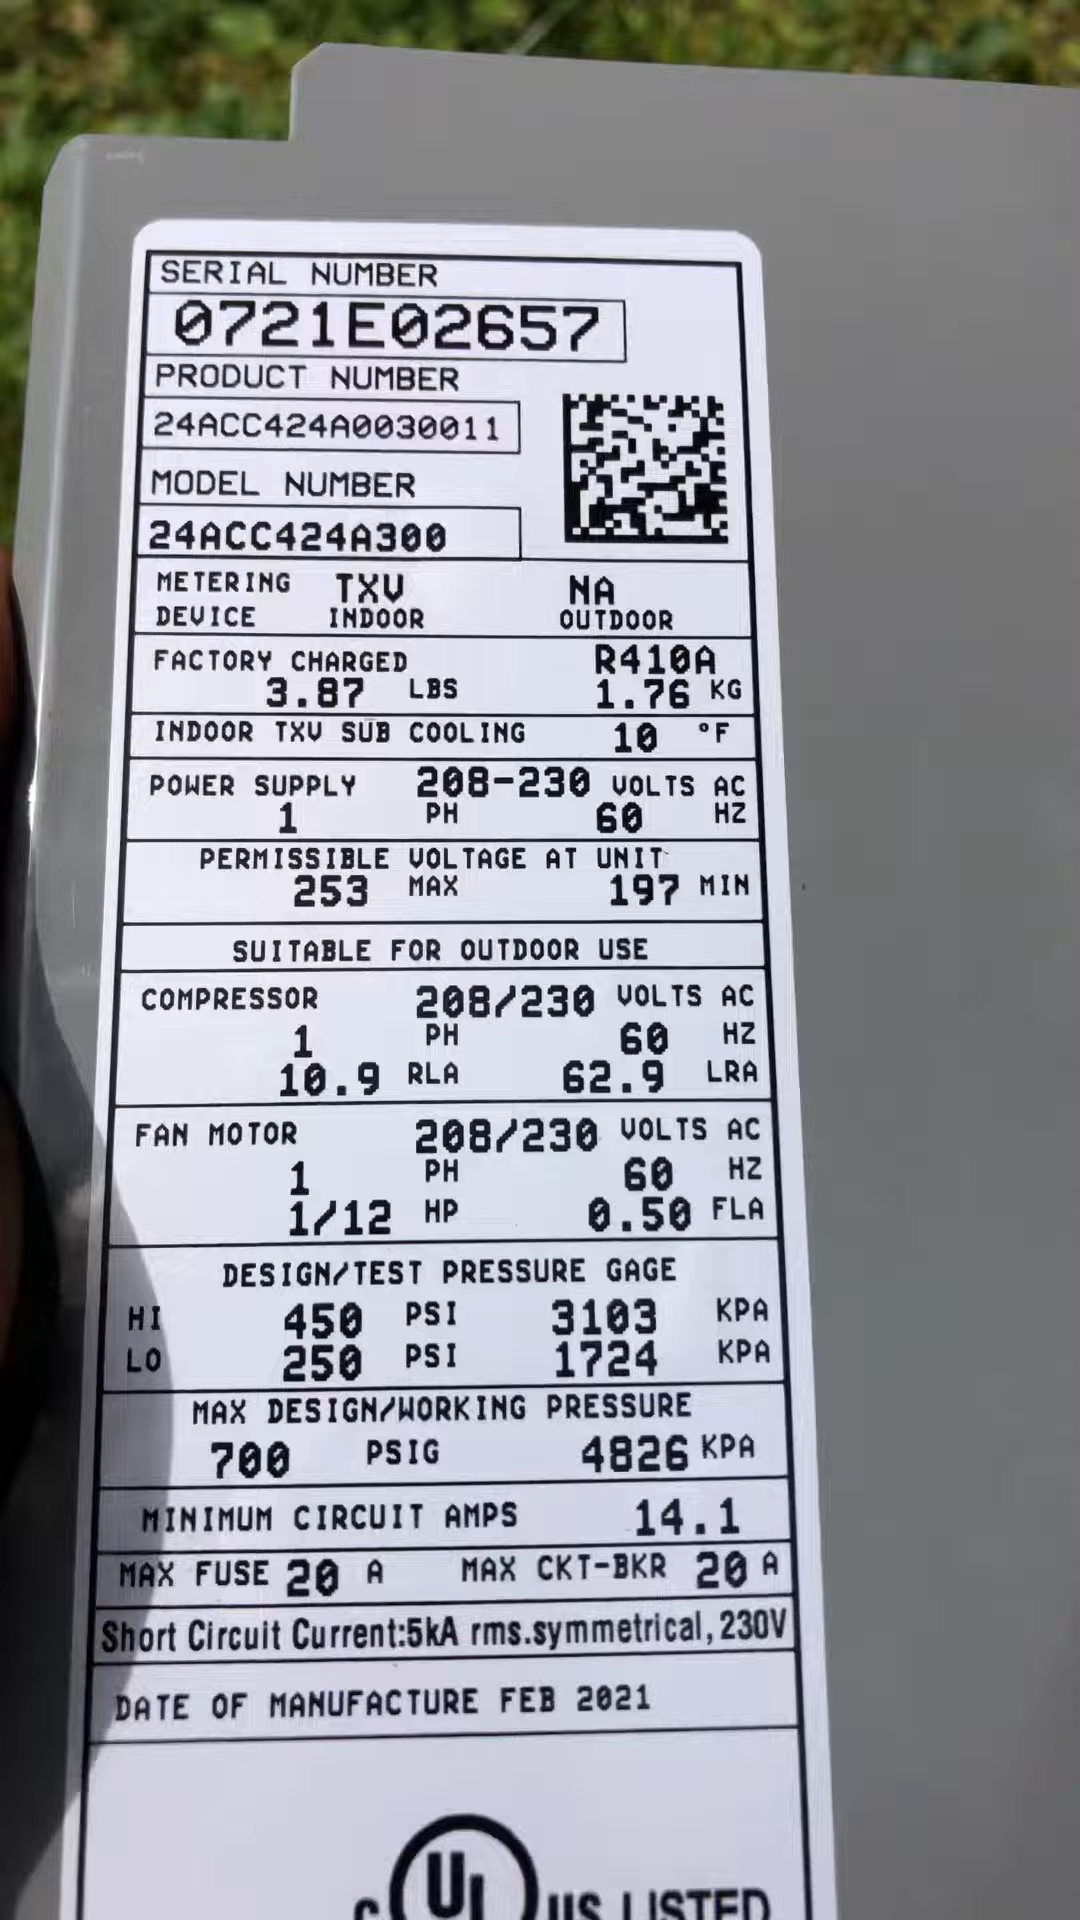 SERIAL NUMBER
0721E02657
PRODUCT NUMBER
24ACC424A0030011
MODEL NUMBER
24ACC424A300
METERING TXV NA
DEVICE INDOOR OUTDOOR
FACTORY CHARGED R410A
3.87 LBS 1.76 KG
INDOOR TXV SUB COOLING 10 °F
POWER SUPPLY 208-230 VOLTS AC
1 PH 60 HZ
PERMISSIBLE VOLTAGE AT UNIT
253 MAX 197 MIN
SUITABLE FOR OUTDOOR USE
COMPRESSOR 208/230 VOLTS AC
1 PH 60 HZ
10.9 RLA 62.9 LRA
FAN MOTOR 208/230 VOLTS AC
1 PH 60 HZ
1/12 HP 0.50 FLA
DESIGN/TEST PRESSURE GAGE
HI 450 PSI 3103 KPA
LO 250 PSI 1724 KPA
MAX DESIGN/WORKING PRESSURE
700 PSIG 4826 KPA
MINIMUM CIRCUIT AMPS 14.1
MAX FUSE 20 A MAX CKT-BKR 20 A
Short Circuit Current:5kA rms.symmetrical, 230V
DATE OF MANUFACTURE FEB 2021
C UL US LISTED